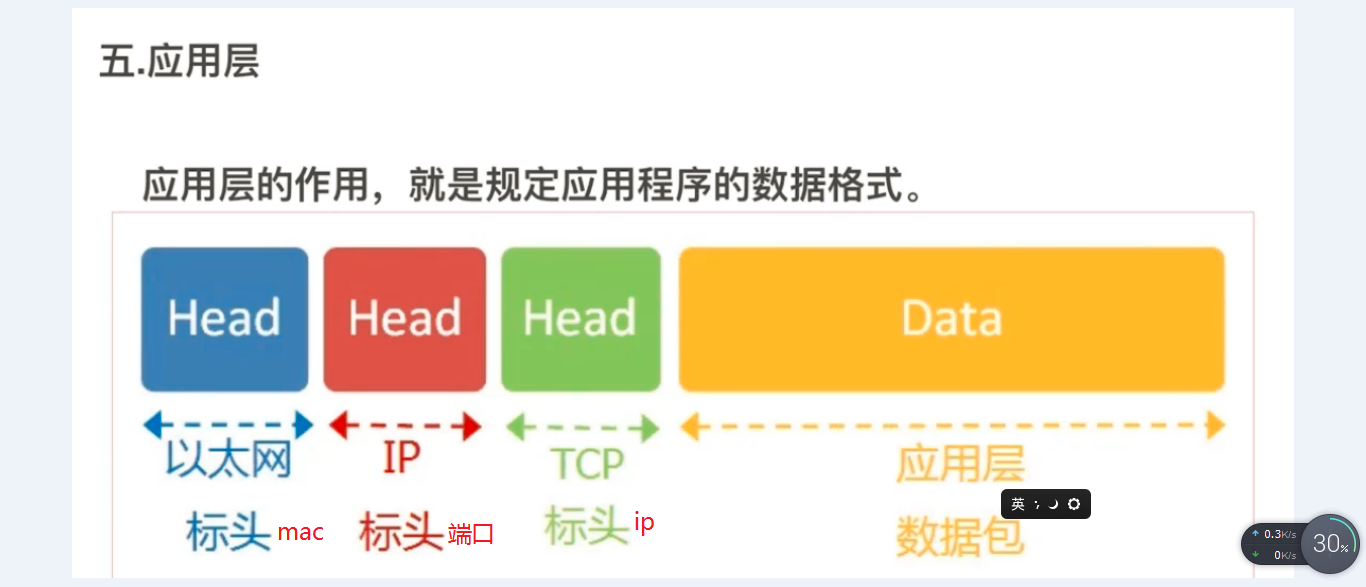 五.应用层
应用层的作用，就是规定应用程序的数据格式。
Head Head Head Data
以太网 IP TCP 应用层
标头 mac 标头 端口 标头 ip 数据包
英
0.3K/s
0K/s
30%